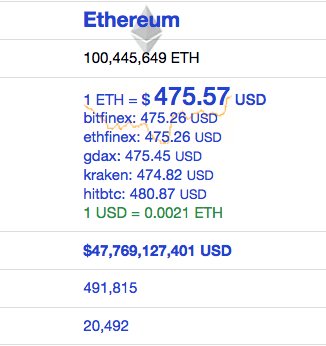 Ethereum
100,445,649 ETH
1 ETH = $ 475.57 USD
bitfinex: 475.26 USD
ethfinex: 475.26 USD
gdax: 475.45 USD
kraken: 474.82 USD
hitbtc: 480.87 USD
1 USD = 0.0021 ETH
$47,769,127,401 USD
491,815
20,492